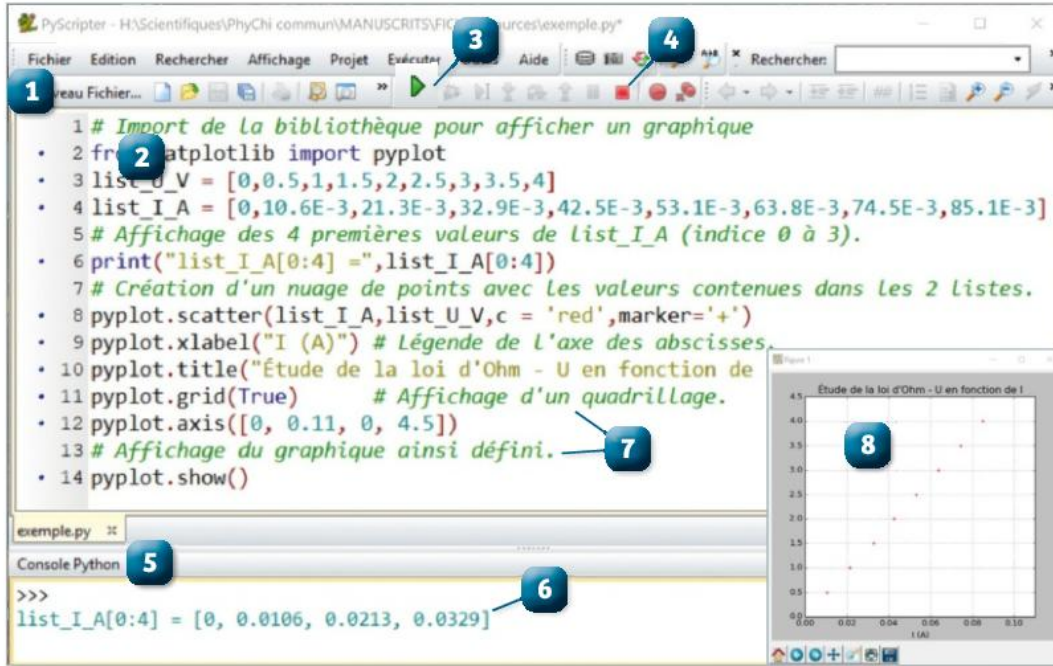 PyScripter - H:\Scientifiques\PhyChi commun\MANUSCRITS\FIC ources\exemple.py*
3
4
Fichier Edition Rechercher Affichage Projet Exécuter Aide Rechercher:
1
veau Fichier...
1 # Import de la bibliothèque pour afficher un graphique
2 fr atplotlib import pyplot
2
3 list_U_V = [0,0.5,1,1.5,2,2.5,3,3.5,4]
4 list_I_A = [0,10.6E-3,21.3E-3,32.9E-3,42.5E-3,53.1E-3,63.8E-3,74.5E-3,85.1E-3]
5 # Affichage des 4 premières valeurs de list_I_A (indice 0 à 3).
6 print("list_I_A[0:4] =",list_I_A[0:4])
7 # Création d'un nuage de points avec les valeurs contenues dans les 2 listes.
8 pyplot.scatter(list_I_A,list_U_V,c = 'red',marker='+')
9 pyplot.xlabel("I (A)") # Légende de l'axe des abscisses.
10 pyplot.title("Étude de la loi d'Ohm - U en fonction de
11 pyplot.grid(True) # Affichage d'un quadrillage.
12 pyplot.axis([0, 0.11, 0, 4.5])
7
13 # Affichage du graphique ainsi défini.
14 pyplot.show()
exemple.py
Console Python
5
6
>>>
list_I_A[0:4] = [0, 0.0106, 0.0213, 0.0329]
Figure 1
Étude de la loi d'Ohm - U en fonction de I
8
4.5
4.0
3.5
3.0
2.5
2.0
1.5
1.0
0.5
0.0
0.00 0.02 0.04 0.06 0.08 0.10
I (A)